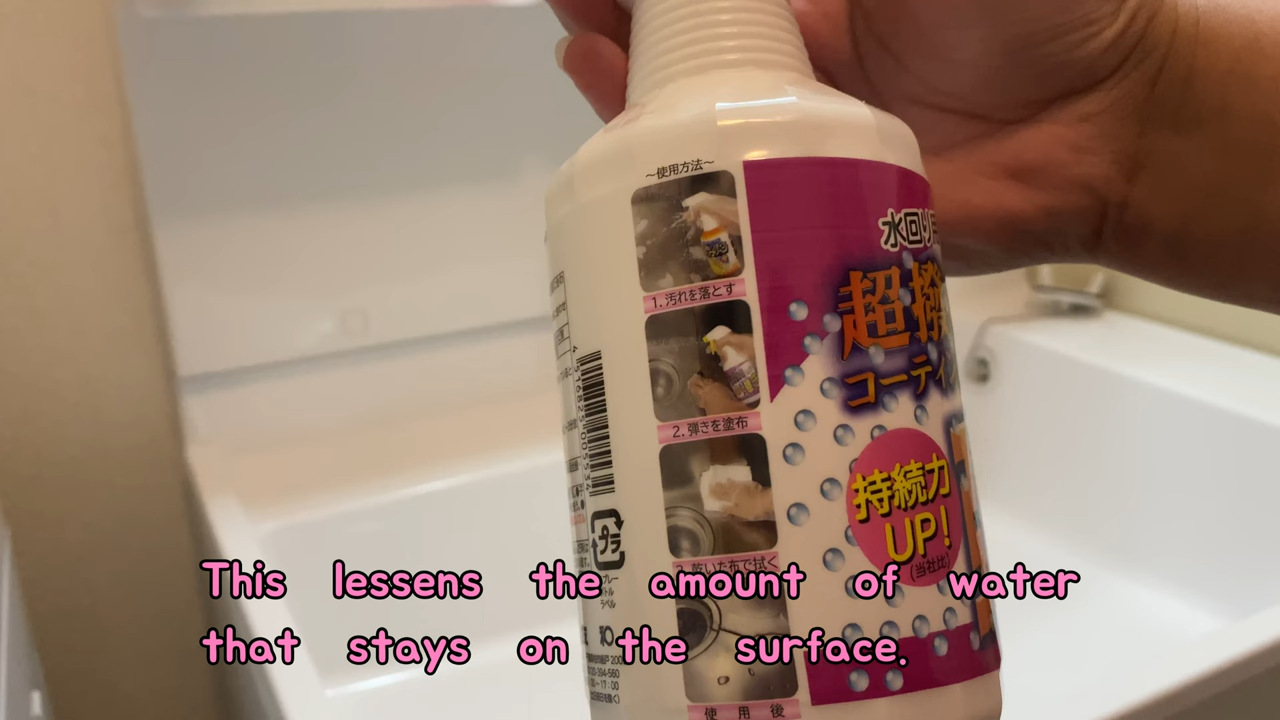 ～使用方法～
1. 汚れを落とす
2. 弾きを塗布
3. 乾いた布で拭く
使用後
水回り
超撥
コーティ
持続力
UP!
(当社比)
プラ
This lessens the amount of water
that stays on the surface.